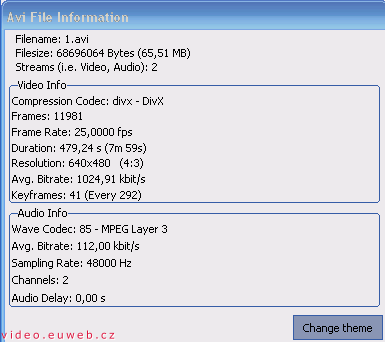 Avi File Information
Filename: 1.avi
Filesize: 68696064 Bytes (65,51 MB)
Streams (i.e. Video, Audio): 2
Video Info
Compression Codec: divx - DivX
Frames: 11981
Frame Rate: 25,0000 fps
Duration: 479,24 s (7m 59s)
Resolution: 640x480 (4:3)
Avg. Bitrate: 1024,91 kbit/s
Keyframes: 41 (Every 292)
Audio Info
Wave Codec: 85 - MPEG Layer 3
Avg. Bitrate: 112,00 kbit/s
Sampling Rate: 48000 Hz
Channels: 2
Audio Delay: 0,00 s
Change theme
video.euweb.cz